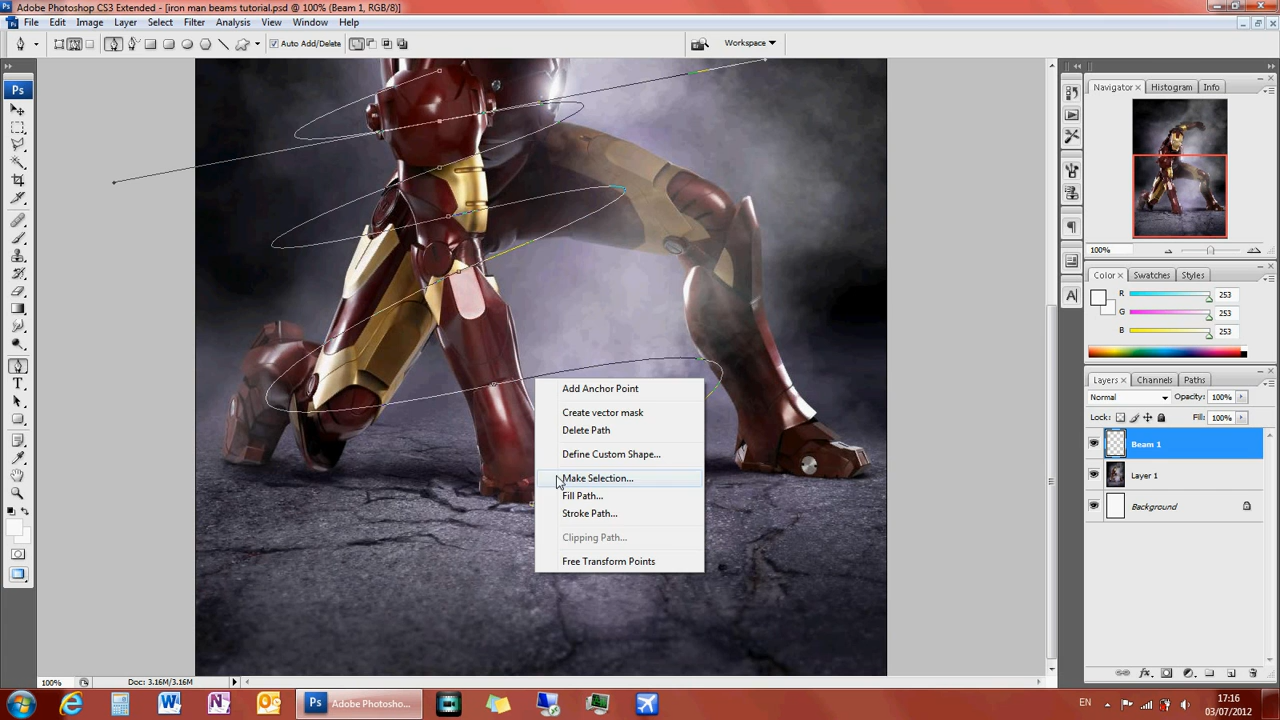 Ps Adobe Photoshop CS3 Extended - [iron man beams tutorial.psd @ 100% (Beam 1, RGB/8)]
Ps File Edit Image Layer Select Filter Analysis View Window Help
Auto Add/Delete
Workspace
Ps
Navigator x Histogram Info
100%
Color x Swatches Styles
R 253
G 253
B 253
Layers x Channels Paths
Normal Opacity: 100%
Lock: Fill: 100%
Beam 1
Layer 1
Background
Add Anchor Point
Create vector mask
Delete Path
Define Custom Shape...
Make Selection...
Fill Path...
Stroke Path...
Clipping Path...
Free Transform Points
T
A
100% Doc: 3.16M/3.16M
Ps Adobe Photosho...
EN
17:16
03/07/2012